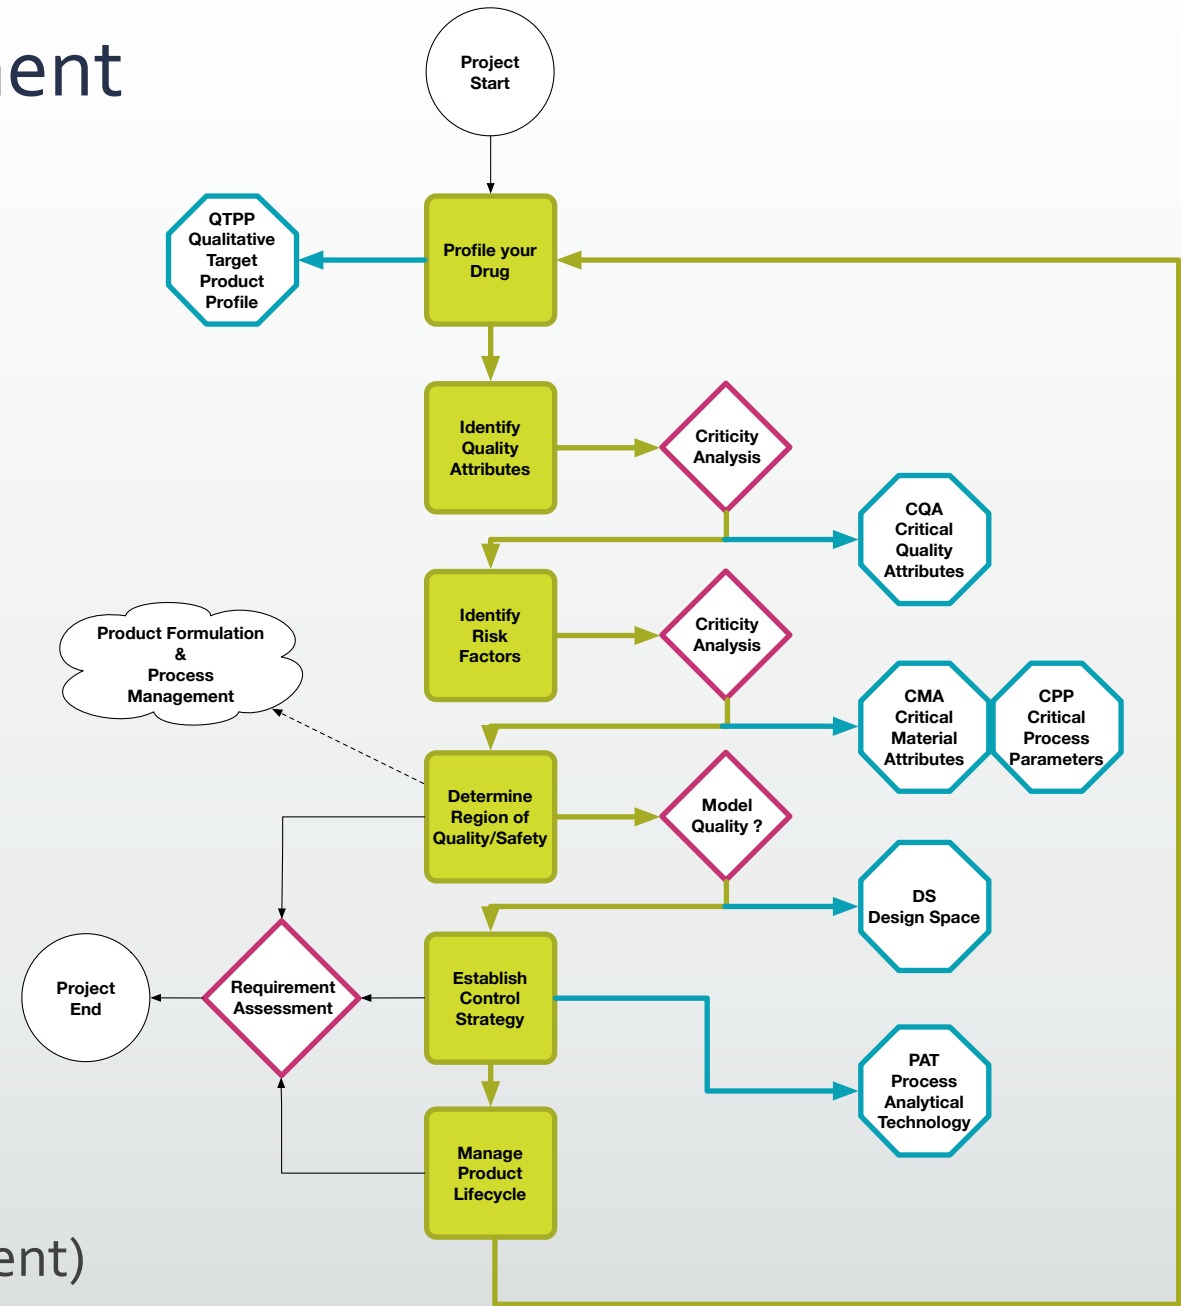 ment
Project
Start
QTPP
Qualitative
Target
Product
Profile
Profile your
Drug
Identify
Quality
Attributes
Criticity
Analysis
CQA
Critical
Quality
Attributes
Identify
Risk
Factors
Criticity
Analysis
Product Formulation
&
Process
Management
CMA
Critical
Material
Attributes
CPP
Critical
Process
Parameters
Determine
Region of
Quality/Safety
Model
Quality ?
DS
Design Space
Project
End
Requirement
Assessment
Establish
Control
Strategy
PAT
Process
Analytical
Technology
Manage
Product
Lifecycle
ent)